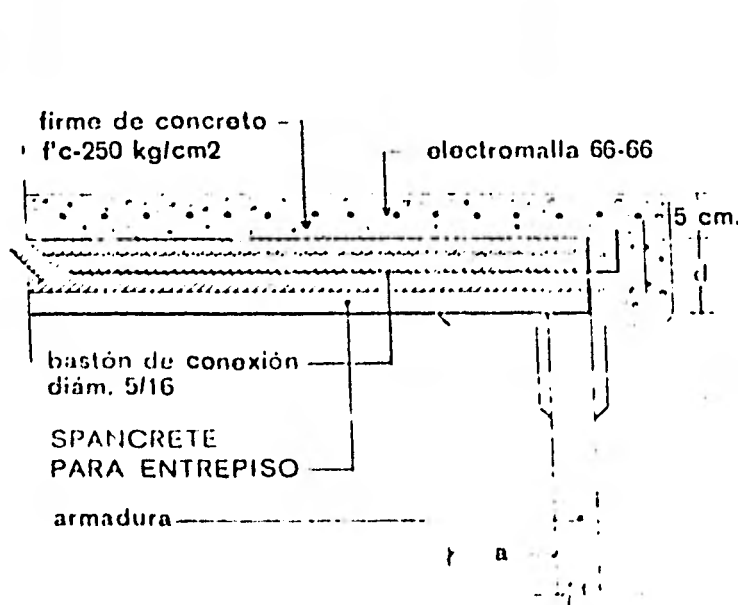 firme de concreto
f'c-250 kg/cm2
oloctromalla 66-66
5 cm.
d
bastón de conoxión
diám. 5/16
SPANCRETE
PARA ENTREPISO
armadura
a